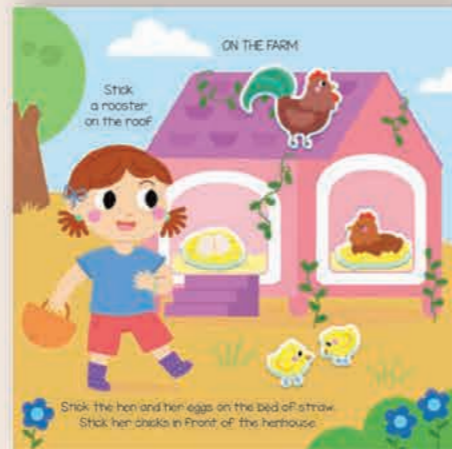 ON THE FARM
Stick
a rooster
on the roof
Stick the hen and her eggs on the bed of straw.
Stick her chicks in front of the henhouse.